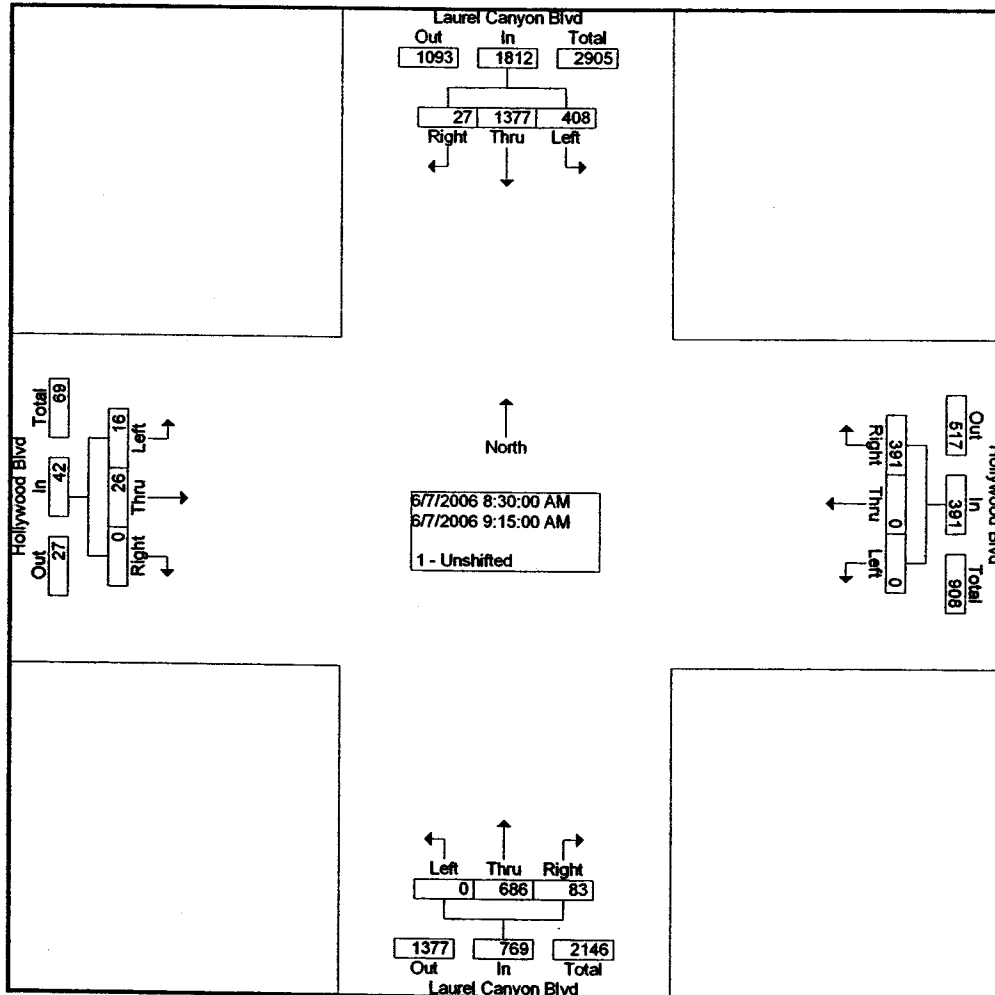 Laurel Canyon Blvd
Out In Total
1093 1812 2905
27 1377 408
Right Thru Left
Hollywood Blvd
Total In Out
69 42 27
16 26 0
Left Thru Right
North
6/7/2006 8:30:00 AM
6/7/2006 9:15:00 AM
1 - Unshifted
Right Thru Left
391 0 0
517 391 908
Out In Total
Hollywood Blvd
Left Thru Right
0 686 83
1377 769 2146
Out In Total
Laurel Canyon Blvd